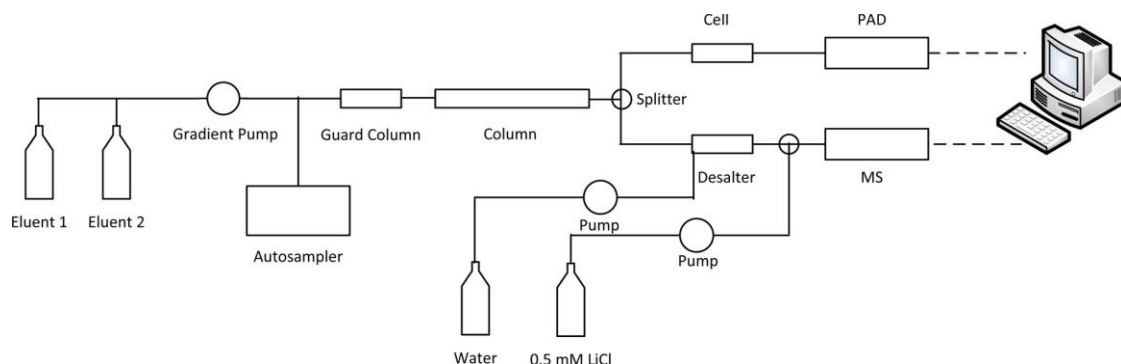 Cell
PAD
Splitter
Gradient Pump
Guard Column
Column
Desalter
MS
Eluent 1
Eluent 2
Pump
Autosampler
Pump
Water
0.5 mM LiCl